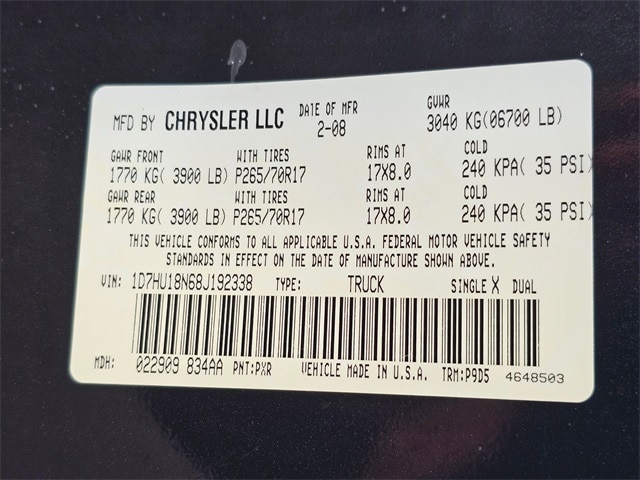 MFD BY CHRYSLER LLC DATE OF MFR 2-08 GVWR 3040 KG(06700 LB)
GAWR FRONT WITH TIRES RIMS AT COLD
1770 KG( 3900 LB) P265/70R17 17X8.0 240 KPA( 35 PSI)
GAWR REAR WITH TIRES RIMS AT COLD
1770 KG( 3900 LB) P265/70R17 17X8.0 240 KPA( 35 PSI)
THIS VEHICLE CONFORMS TO ALL APPLICABLE U.S.A. FEDERAL MOTOR VEHICLE SAFETY
STANDARDS IN EFFECT ON THE DATE OF MANUFACTURE SHOWN ABOVE.
VIN: 1D7HU18N68J192338 TYPE: TRUCK SINGLE X DUAL
MDH: 022909 834AA PNT:PXR VEHICLE MADE IN U.S.A. TRM:P9D5 4648503